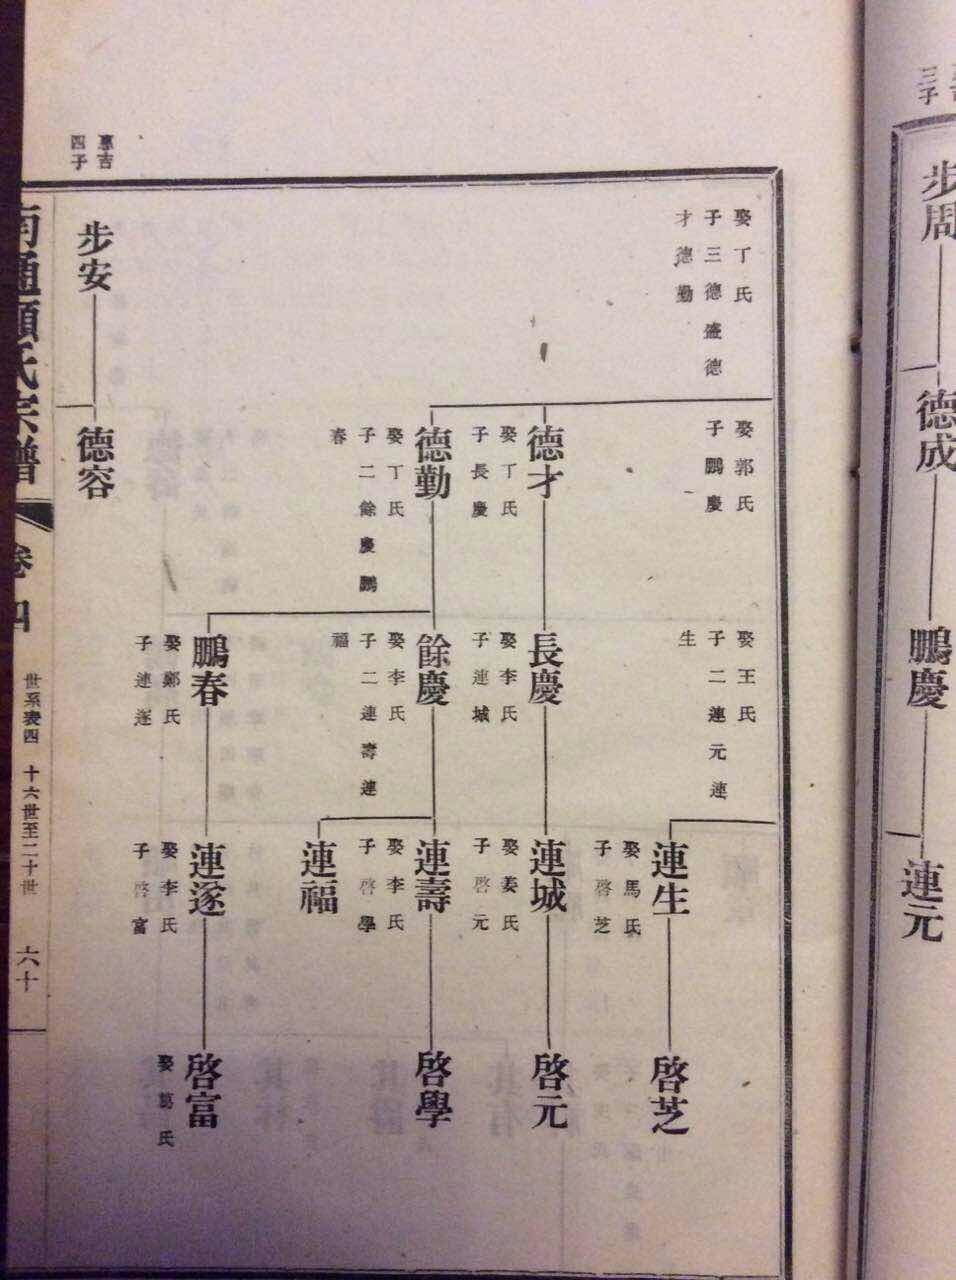 步周
德成
鵬慶
連元
娶丁氏
子三德盛德
才德勤
娶郭氏
子鵬慶
娶王氏
子二連元連
生
連生
娶馬氏
子啓芝
啓芝
德才
娶丁氏
子長慶
長慶
娶李氏
子連城
連城
娶姜氏
子啓元
啓元
德勤
娶丁氏
子二餘慶鵬
春
餘慶
娶李氏
子二連壽連
福
連壽
娶李氏
子啓學
啓學
連福
鵬春
娶鄭氏
子連遂
連遂
娶李氏
子啓富
啓富
娶葛氏
惠吉
四子
步安
德容
南通顧氏宗譜
卷四
世系表四
十六世至二十世
六十